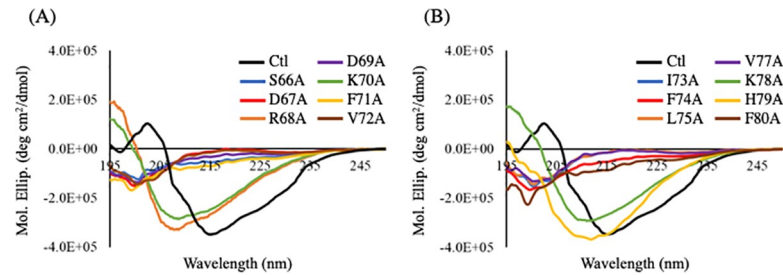 (A)
Mol. Ellip. (deg cm²/dmol)
4.0E+05
2.0E+05
0.0E+00
-2.0E+05
-4.0E+05
Ctl
S66A
D67A
R68A
D69A
K70A
F71A
V72A
195
205
215
225
235
245
Wavelength (nm)
(B)
Mol. Ellip. (deg cm²/dmol)
4.0E+05
2.0E+05
0.0E+00
-2.0E+05
-4.0E+05
Ctl
I73A
F74A
L75A
V77A
K78A
H79A
F80A
195
205
215
225
235
245
Wavelength (nm)